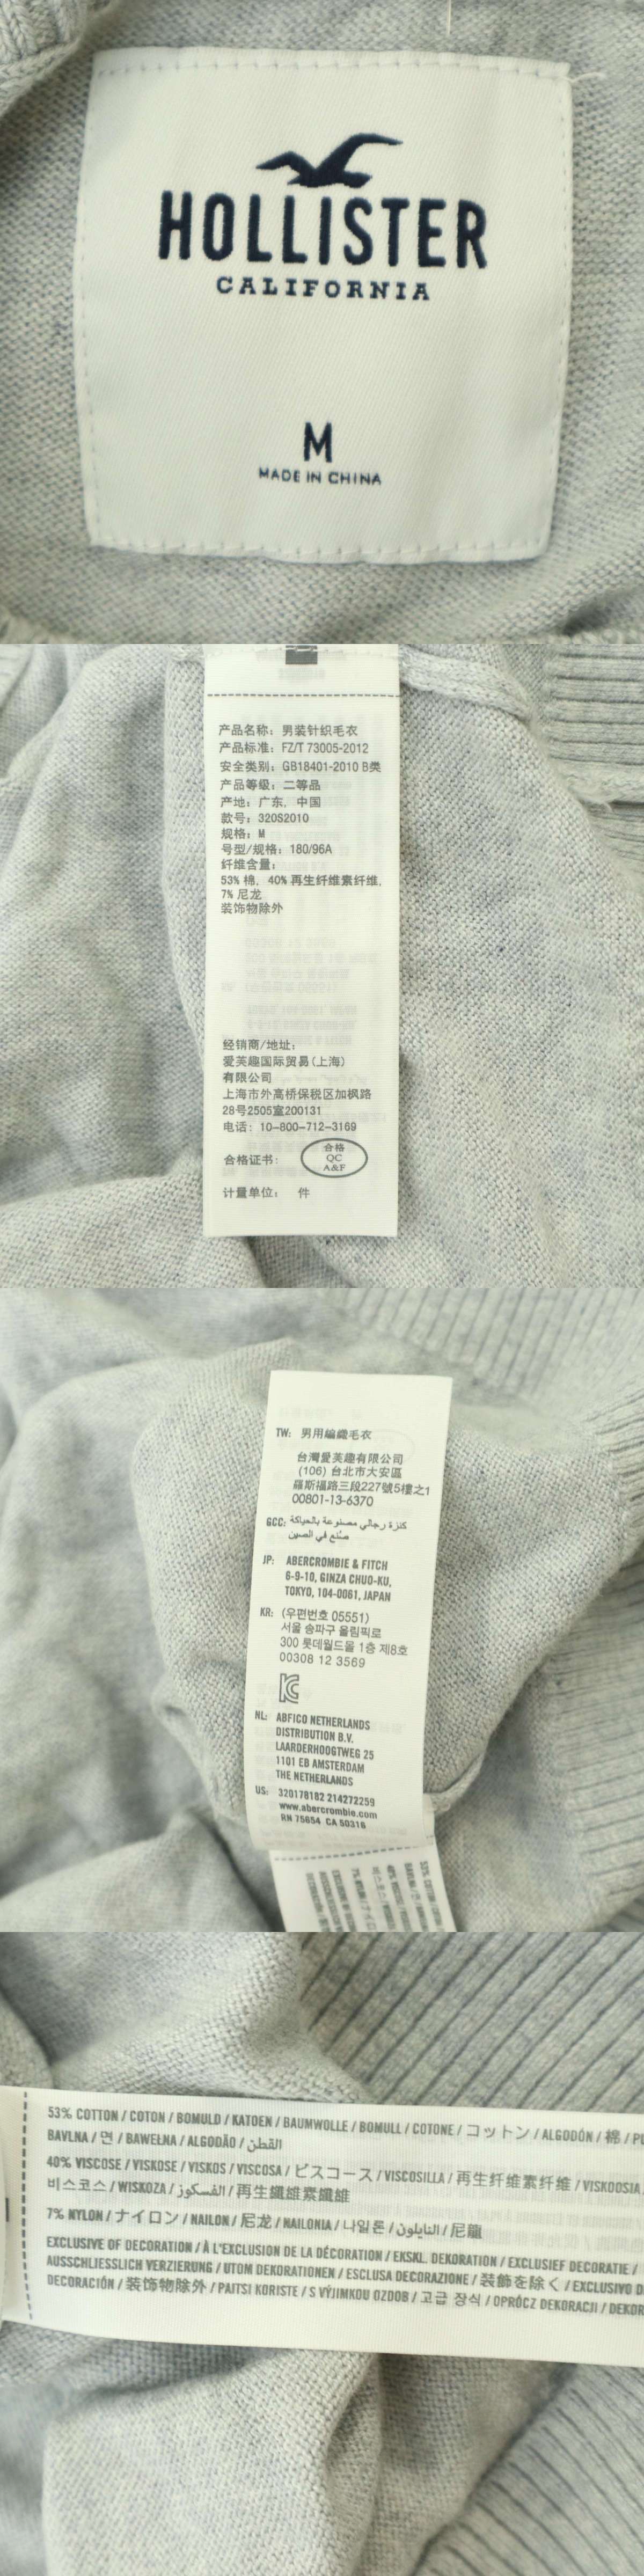 HOLLISTER
CALIFORNIA
M
MADE IN CHINA
产品名称：男装针织毛衣
产品标准：FZ/T 73005-2012
安全类别：GB18401-2010 B类
产品等级：二等品
产地：广东，中国
款号：320S2010
规格：M
号型/规格：180/96A
纤维含量：
53% 棉，40% 再生纤维素纤维，
7% 尼龙
装饰物除外
经销商/地址：
爱芙趣国际贸易(上海)
有限公司
上海市外高桥保税区加枫路
28号2505室200131
电话：10-800-712-3169
合格证书：
合格
QC
A&F
计量单位： 件
TW: 男用編織毛衣
台灣愛芙趣有限公司
(106) 台北市大安區
羅斯福路三段227號5樓之1
00801-13-6370
GCC: كنزة رجالي مصنوعة بالحياكة
صنع في الصين
JP: ABERCROMBIE & FITCH
6-9-10, GINZA CHUO-KU,
TOKYO, 104-0061, JAPAN
KR: (우편번호 05551)
서울 송파구 올림픽로
300 롯데월드몰 1층 제8호
00308 12 3569
NL: ABFICO NETHERLANDS
DISTRIBUTION B.V.
LAARDERHOOGTWEG 25
1101 EB AMSTERDAM
THE NETHERLANDS
US: 320178182 214272259
www.abercrombie.com
RN 75654 CA 50316
53% COTTON / COTON / BOMULD / KATOEN / BAUMWOLLE / BOMULL / COTONE / コットン / ALGODÓN / 棉 / PU
BAVLNA / 면 / BAWEŁNA / ALGODÃO / القطن
40% VISCOSE / VISKOSE / VISKOS / VISCOSA / ビスコース / VISCOSILLA / 再生纤维素纤维 / VISKOOSIA
비스코스 / WISKOZA / الفسكوز / 再生纖維素纖維
7% NYLON / ナイロン / NAILON / 尼龙 / NAILONIA / 나일론 / النايلون / 尼龍
EXCLUSIVE OF DECORATION / À L'EXCLUSION DE LA DÉCORATION / EKSKL. DEKORATION / EXCLUSIEF DECORATIE /
AUSSCHLIESSLICH VERZIERUNG / UTOM DEKORATIONEN / ESCLUSA DECORAZIONE / 装飾を除く / EXCLUSIVO D
DECORACIÓN / 装饰物除外 / PAITSI KORISTE / S VÝJIMKOU OZDOB / 고급 장식 / OPRÓCZ DEKORACJI / DEKOR